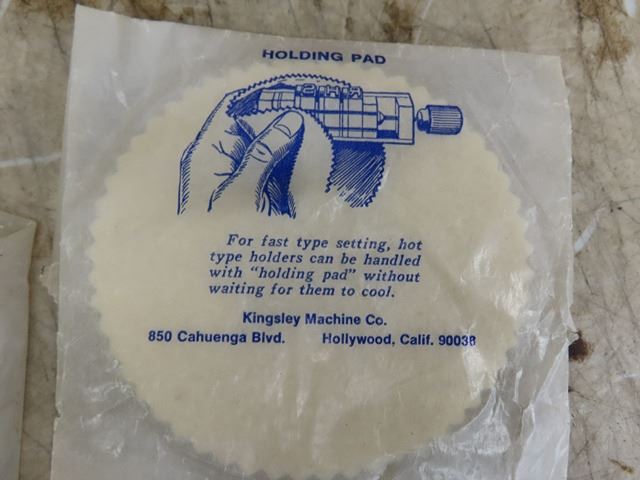 HOLDING PAD
For fast type setting, hot
type holders can be handled
with "holding pad" without
waiting for them to cool.
Kingsley Machine Co.
850 Cahuenga Blvd. Hollywood, Calif. 90038